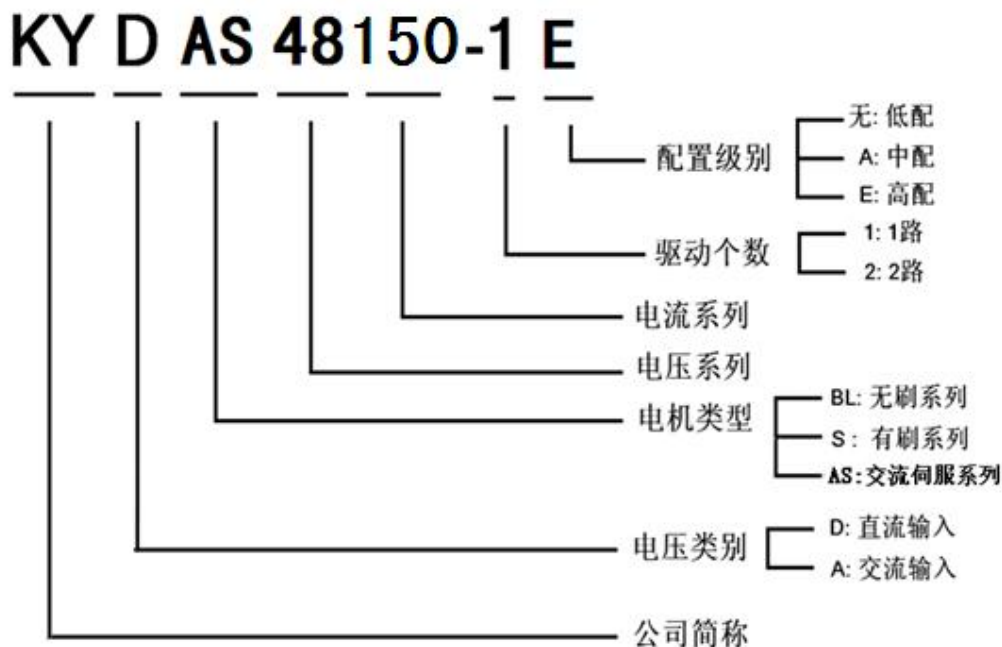 KY D AS 48150-1 E
无: 低配
配置级别
A: 中配
E: 高配
1: 1路
驱动个数
2: 2路
电流系列
电压系列
BL: 无刷系列
电机类型
S: 有刷系列
AS:交流伺服系列
D: 直流输入
电压类别
A: 交流输入
公司简称